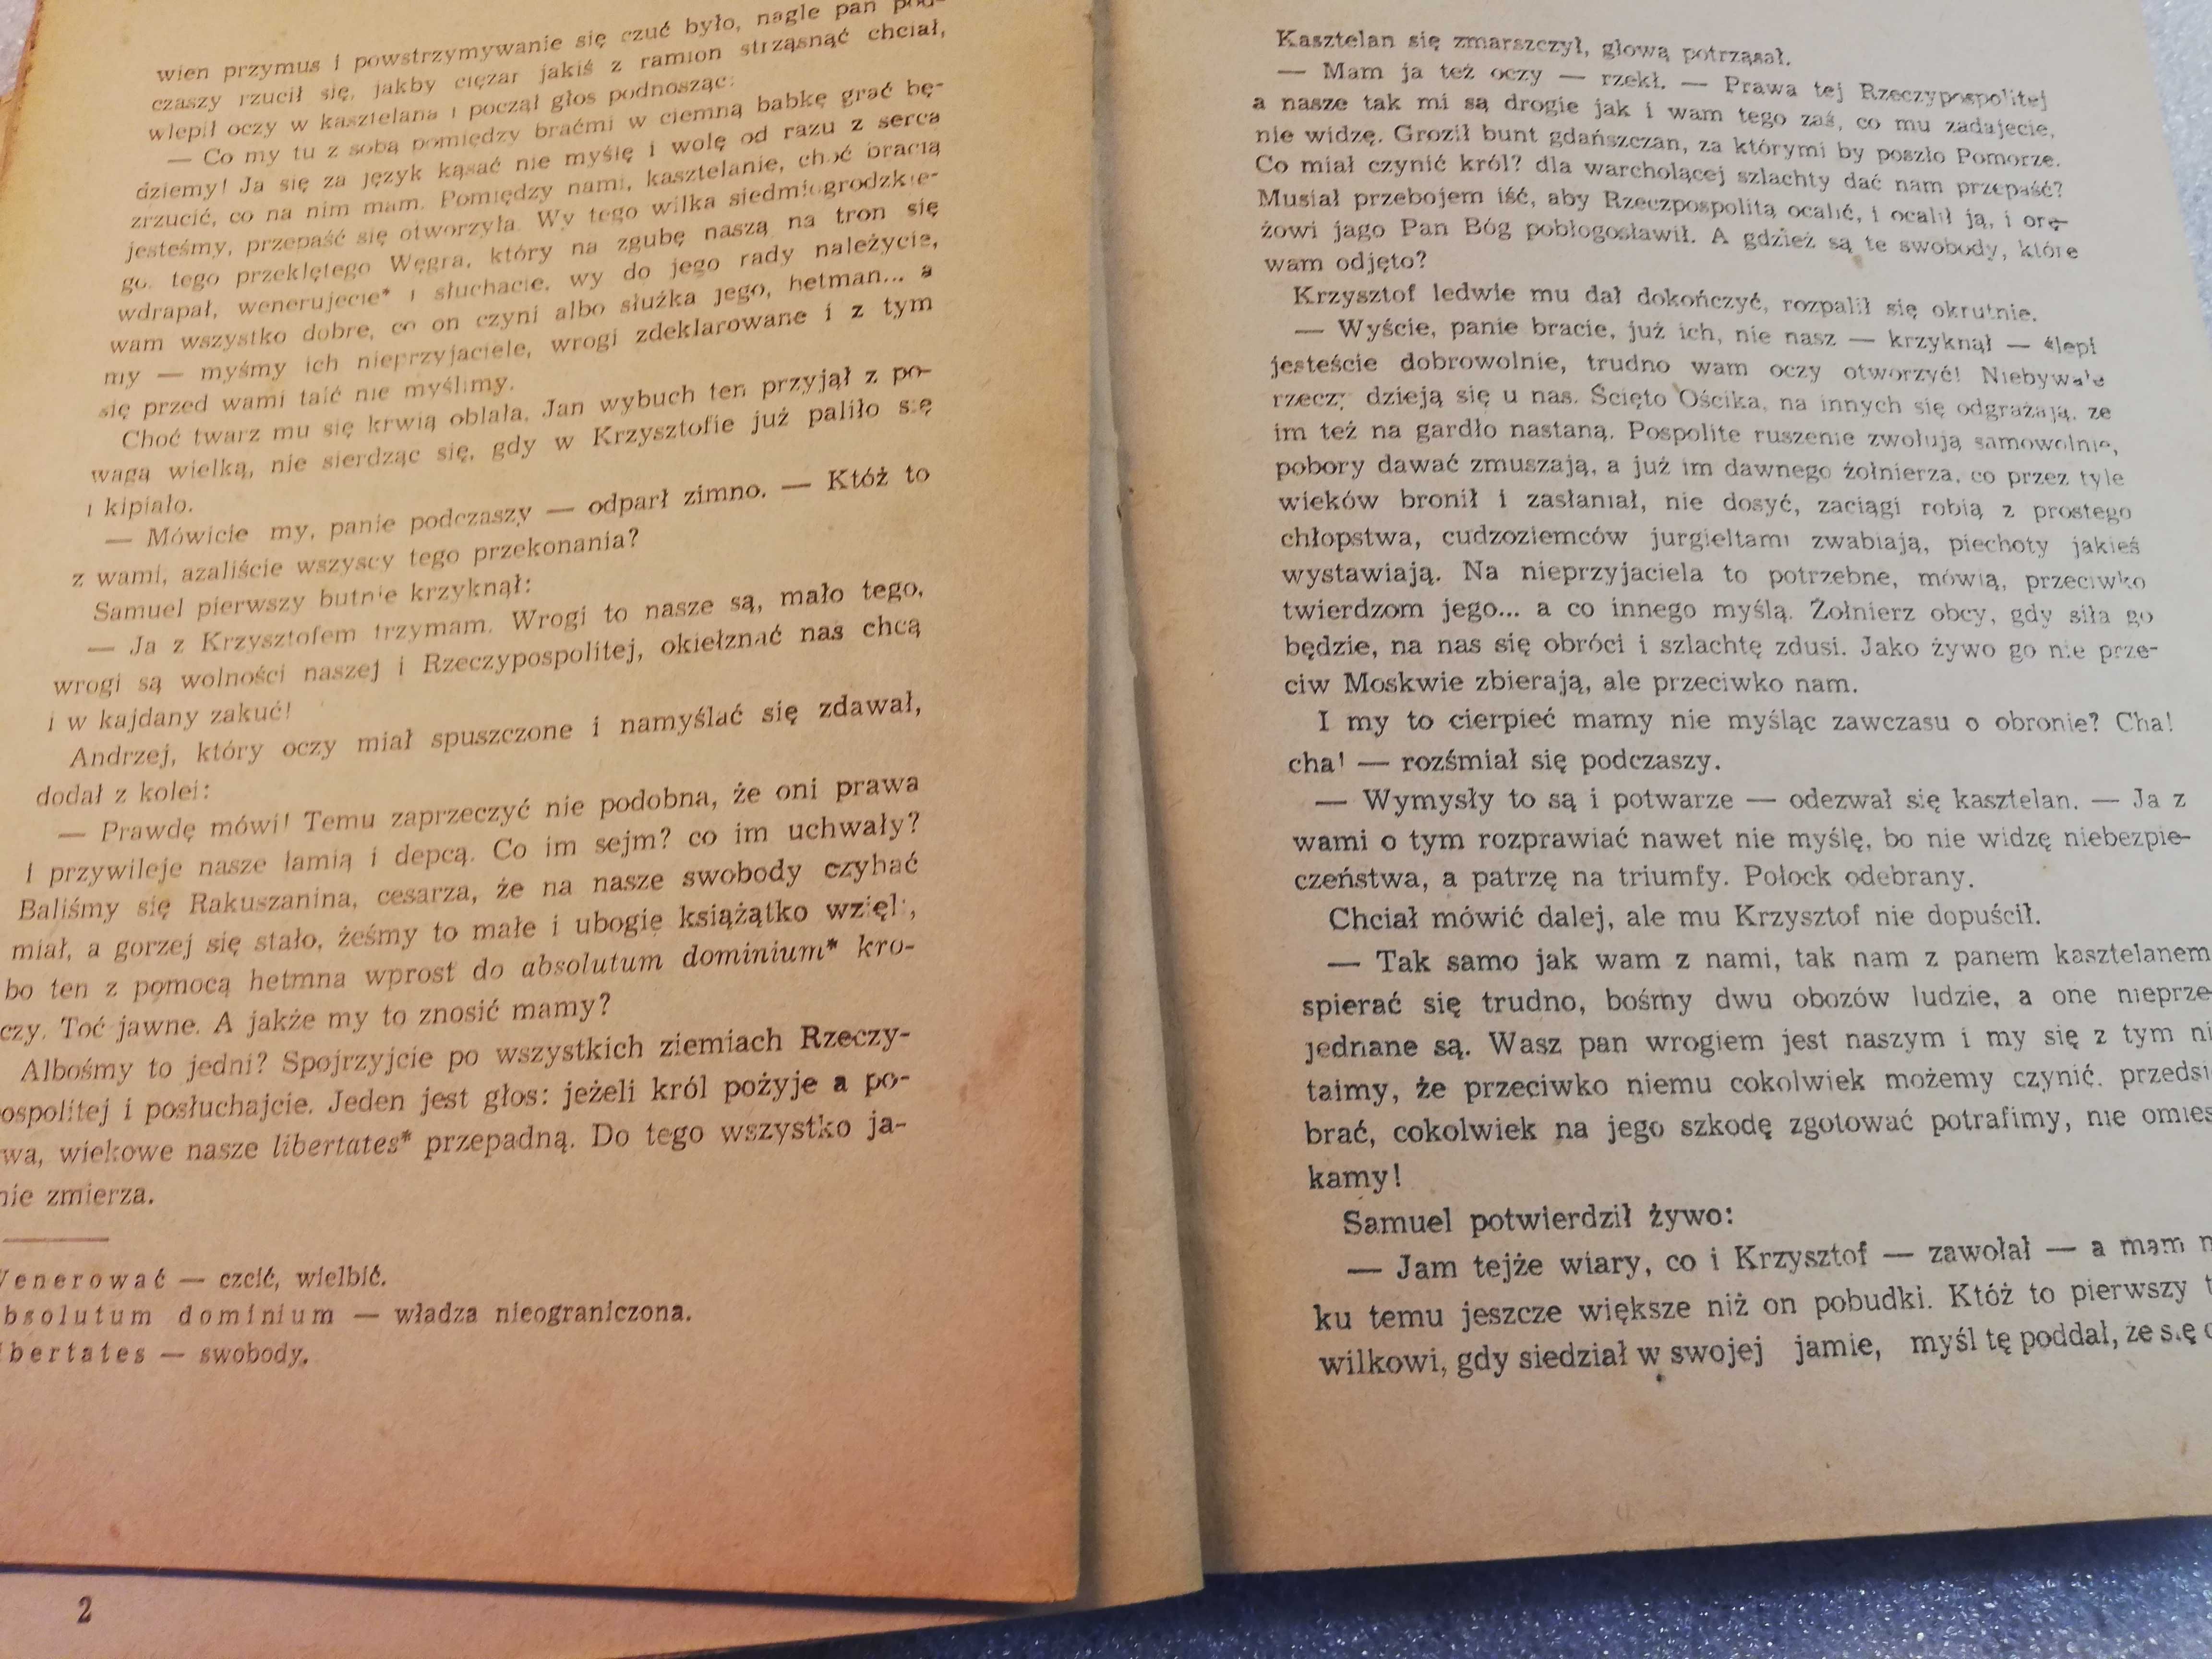 wien przymus i powstrzymywanie się czuć było, nagle pan pod-
czaszy rzucił się, jakby ciężar jakiś z ramion strząsnąć chciał,
wlepił oczy w kasztelana i począł głos podnosząc:
— Co my tu z sobą pomiędzy braćmi w ciemną babkę grać bę-
dziemy! Ja się za język kąsać nie myślę i wolę od razu z serca
zrzucić, co na nim mam. Pomiędzy nami, kasztelanie, choć bracią
jesteśmy, przepaść się otworzyła. Wy tego wilka siedmiogrodzkie-
go, tego przeklętego Węgra, który na zgubę naszą na tron się
wdrapał, wenerujecie* i słuchacie, wy do jego rady należycie,
wam wszystko dobre, co on czyni albo służka jego, hetman... a
my — myśmy ich nieprzyjaciele, wrogi zdeklarowane i z tym
się przed wami taić nie myślimy.
Choć twarz mu się krwią oblała, Jan wybuch ten przyjął z po-
wagą wielką, nie sierdząc się, gdy w Krzysztofie już paliło się
i kipiało.
— Mówicie my, panie podczaszy — odparł zimno. — Któż to
z wami, azaliście wszyscy tego przekonania?
Samuel pierwszy butnie krzyknął:
— Ja z Krzysztofem trzymam. Wrogi to nasze są, mało tego,
wrogi są wolności naszej i Rzeczypospolitej, okiełznać nas chcą
i w kajdany zakuć!
Andrzej, który oczy miał spuszczone i namyślać się zdawał,
dodał z kolei:
— Prawdę mówi! Temu zaprzeczyć nie podobna, że oni prawa
i przywileje nasze łamią i depcą. Co im sejm? co im uchwały?
Baliśmy się Rakuszanina, cesarza, że na nasze swobody czyhać
miał, a gorzej się stało, żeśmy to małe i ubogie książątko wzięli,
bo ten z pomocą hetmna wprost do absolutum dominium* kro-
czy. Toć jawne. A jakże my to znosić mamy?
Albośmy to jedni? Spojrzyjcie po wszystkich ziemiach Rzeczy-
ospolitej i posłuchajcie. Jeden jest głos: jeżeli król pożyje a po-
wa, wiekowe nasze libertates* przepadną. Do tego wszystko ja-
nie zmierza.
Venerować — czcić, wielbić.
bsolutum dominium — władza nieograniczona.
ibertates — swobody.
2
Kasztelan się zmarszczył, głową potrząsał.
— Mam ja też oczy — rzekł. — Prawa tej Rzeczypospolitej
a nasze tak mi są drogie jak i wam tego zaś, co mu zadajecie,
nie widzę. Groził bunt gdańszczan, za którymi by poszło Pomorze.
Co miał czynić król? dla warcholącej szlachty dać nam przepaść?
Musiał przebojem iść, aby Rzeczpospolitą ocalić, i ocalił ją, i orę-
żowi jago Pan Bóg pobłogosławił. A gdzież są te swobody, które
wam odjęto?
Krzysztof ledwie mu dał dokończyć, rozpalił się okrutnie.
— Wyście, panie bracie, już ich, nie nasz — krzyknął — ślepi
jesteście dobrowolnie, trudno wam oczy otworzyć! Niebywałe
rzeczy dzieją się u nas. Ścięto Ościka, na innych się odgrażają, że
im też na gardło nastaną. Pospolite ruszenie zwołują samowolnie,
pobory dawać zmuszają, a już im dawnego żołnierza, co przez tyle
wieków bronił i zasłaniał, nie dosyć, zaciągi robią z prostego
chłopstwa, cudzoziemców jurgieltami zwabiają, piechoty jakieś
wystawiają. Na nieprzyjaciela to potrzebne, mówią, przeciwko
twierdzom jego... a co innego myślą. Żołnierz obcy, gdy siła go
będzie, na nas się obróci i szlachtę zdusi. Jako żywo go nie prze-
ciw Moskwie zbierają, ale przeciwko nam.
I my to cierpieć mamy nie myśląc zawczasu o obronie? Cha!
cha! — rozśmiał się podczaszy.
— Wymysły to są i potwarze — odezwał się kasztelan. — Ja z
wami o tym rozprawiać nawet nie myślę, bo nie widzę niebezpie-
czeństwa, a patrzę na triumfy. Połock odebrany.
Chciał mówić dalej, ale mu Krzysztof nie dopuścił.
— Tak samo jak wam z nami, tak nam z panem kasztelanem
spierać się trudno, bośmy dwu obozów ludzie, a one nieprze-
jednane są. Wasz pan wrogiem jest naszym i my się z tym ni
taimy, że przeciwko niemu cokolwiek możemy czynić, przedsi
brać, cokolwiek na jego szkodę zgotować potrafimy, nie omies
kamy!
Samuel potwierdził żywo:
— Jam tejże wiary, co i Krzysztof — zawołał — a mam n
ku temu jeszcze większe niż on pobudki. Któż to pierwszy t
wilkowi, gdy siedział w swojej jamie, myśl tę poddał, że się